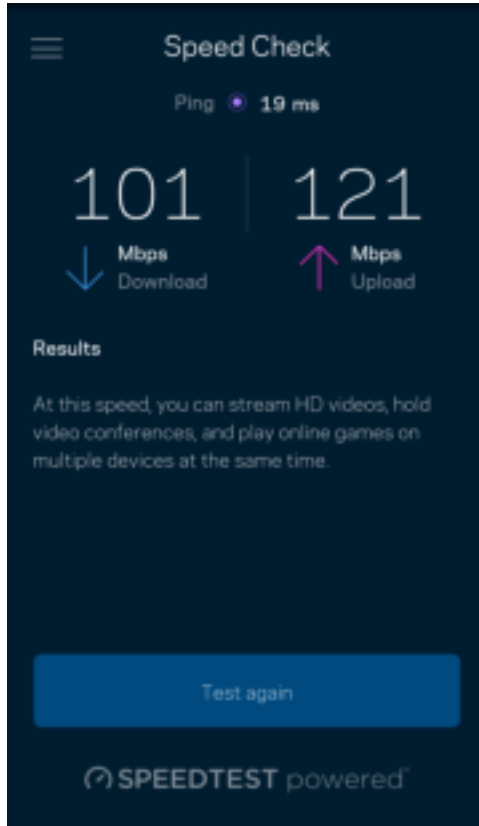 Speed Check
Ping 19 ms
101 121
Mbps Mbps
Download Upload
Results
At this speed, you can stream HD videos, hold
video conferences, and play online games on
multiple devices at the same time.
Test again
SPEEDTEST powered™